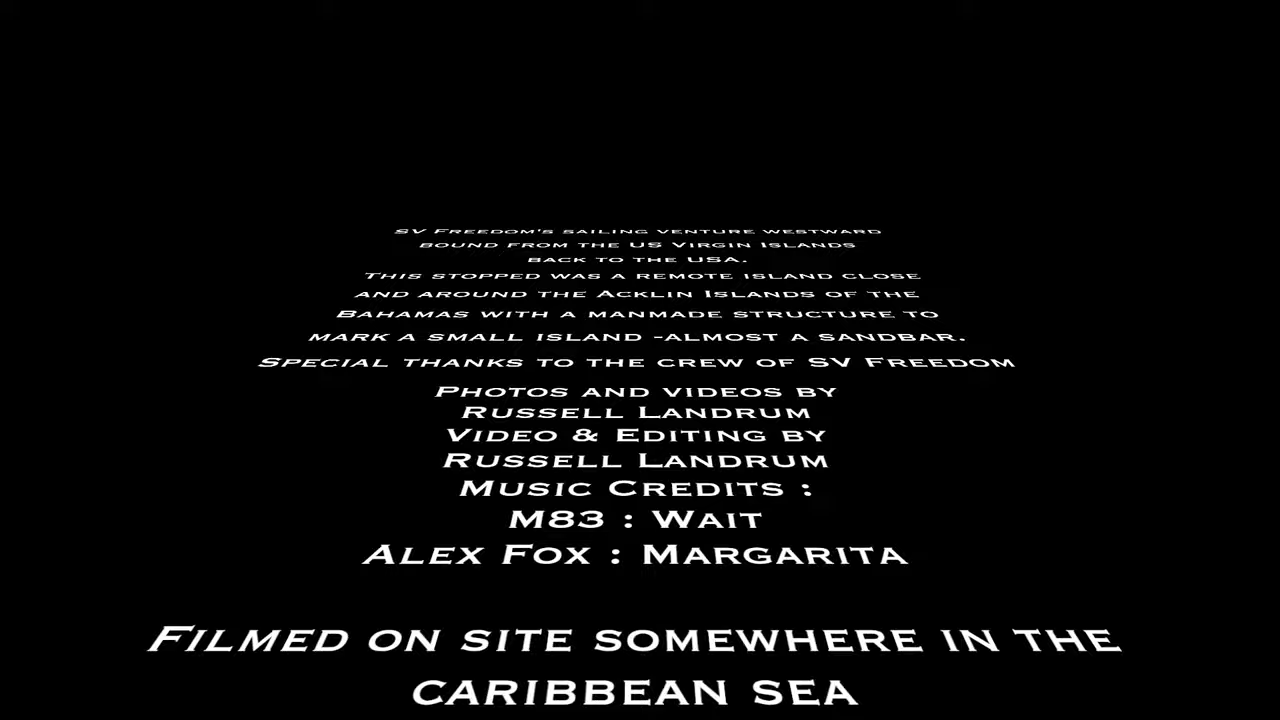 SV Freedom's sailing venture westward
bound from the US Virgin Islands
back to the USA.
This stopped was a remote island close
and around the Acklin Islands of the
Bahamas with a manmade structure to
mark a small island -almost a sandbar.
Special thanks to the crew of SV Freedom
Photos and videos by
Russell Landrum
Video & Editing by
Russell Landrum
Music Credits :
M83 : Wait
Alex Fox : Margarita
Filmed on site somewhere in the
Caribbean Sea